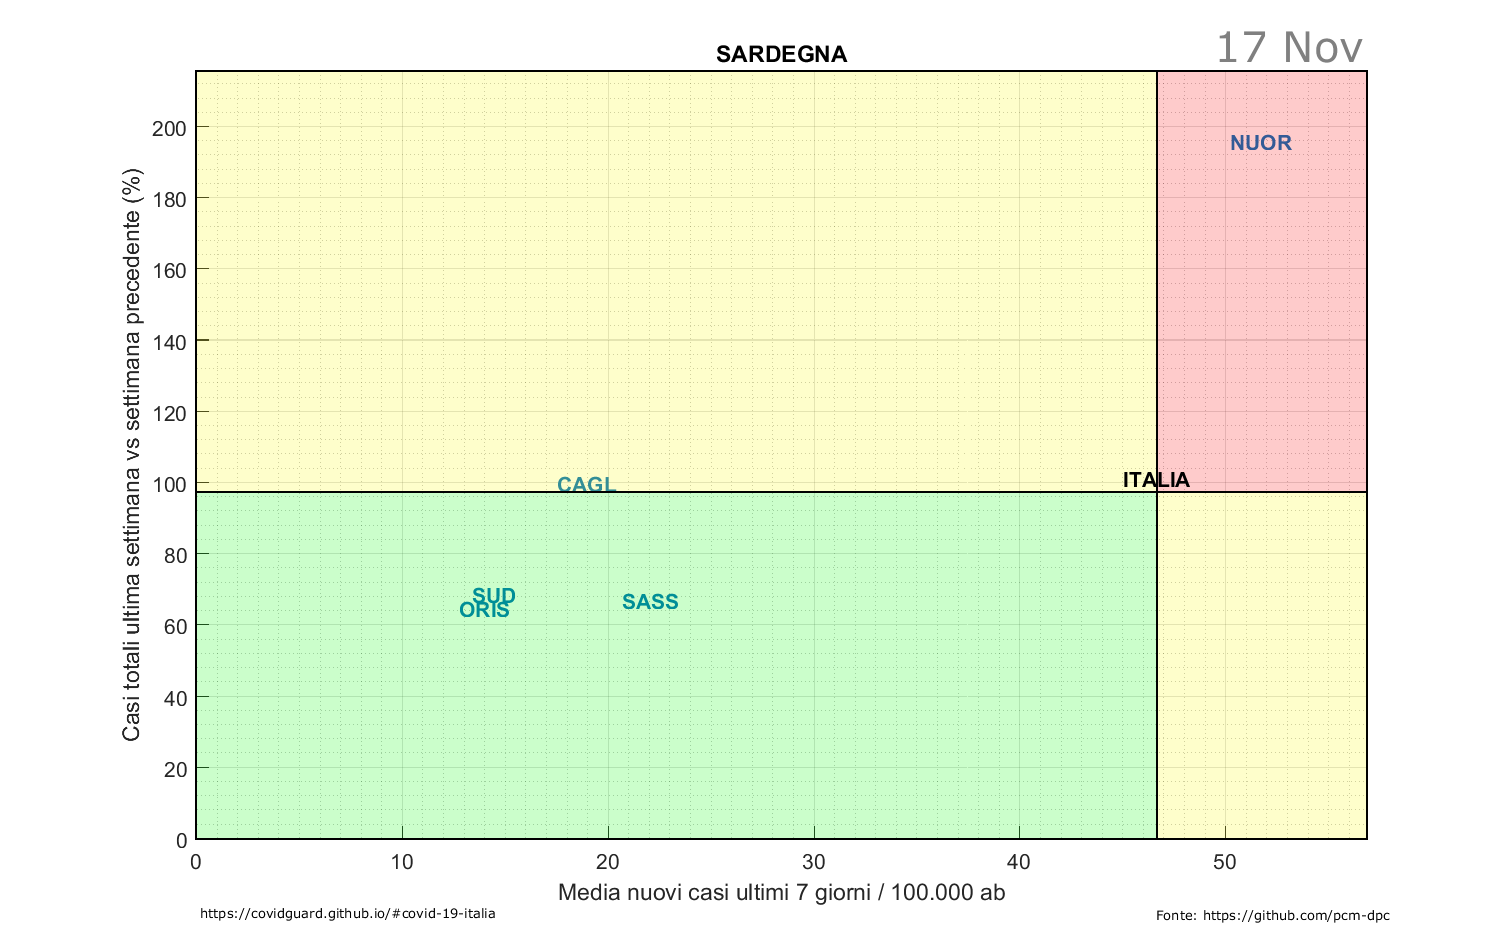 17 Nov
SARDEGNA
Casi totali ultima settimana vs settimana precedente (%)
200
180
160
140
120
100
80
60
40
20
0
NUOR
ITALIA
CAGL
SUD
ORIS
SASS
0 10 20 30 40 50
Media nuovi casi ultimi 7 giorni / 100.000 ab
https://covidguard.github.io/#covid-19-italia
Fonte: https://github.com/pcm-dpc